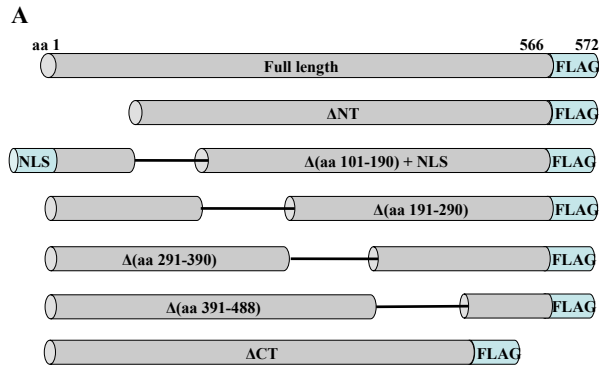 A
aa 1 566 572
Full length FLAG
ΔNT FLAG
NLS Δ(aa 101-190) + NLS FLAG
Δ(aa 191-290) FLAG
Δ(aa 291-390) FLAG
Δ(aa 391-488) FLAG
ΔCT FLAG